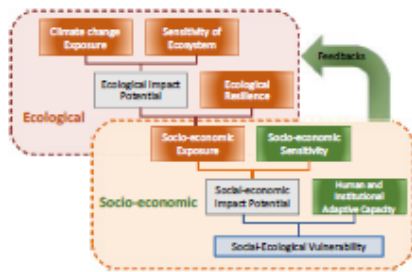 Climate change
Exposure
Sensitivity of
Ecosystem
Feedbacks
Ecological Impact
Potential
Ecological
Resilience
Ecological
Socio-economic
Exposure
Socio-economic
Sensitivity
Social-economic
Impact Potential
Human and
Institutional
Adaptive Capacity
Socio-economic
Social-Ecological Vulnerability